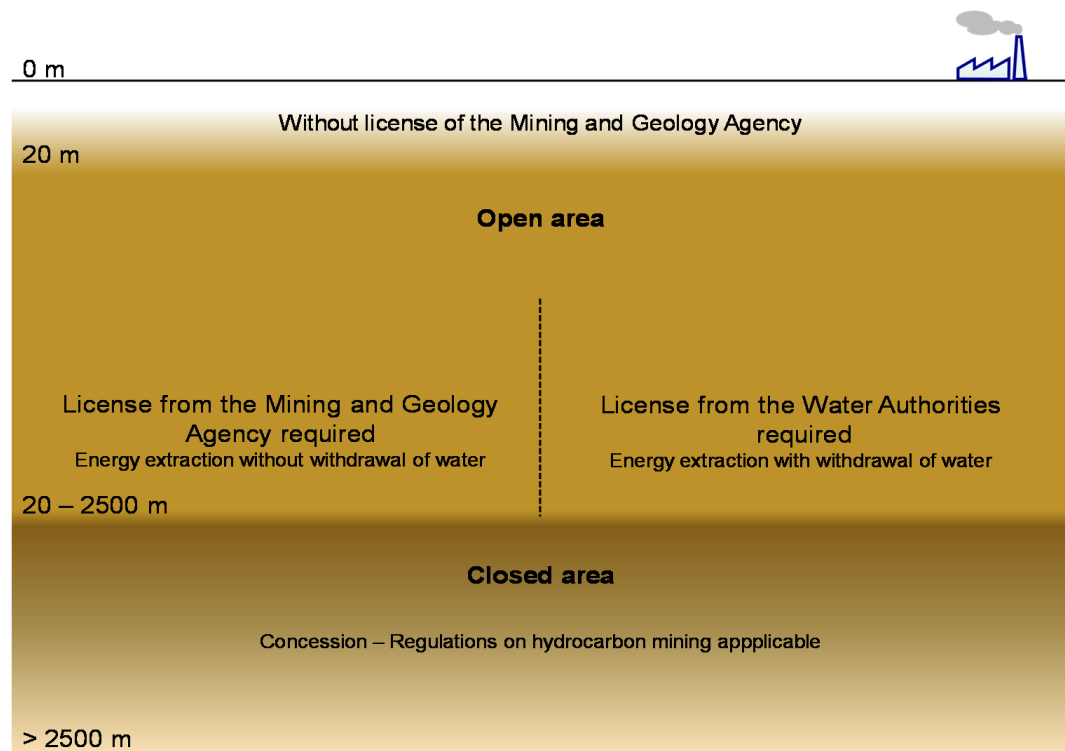 0 m
Without license of the Mining and Geology Agency
20 m
Open area
License from the Mining and Geology
Agency required
Energy extraction without withdrawal of water
License from the Water Authorities
required
Energy extraction with withdrawal of water
20 – 2500 m
Closed area
Concession – Regulations on hydrocarbon mining appplicable
> 2500 m